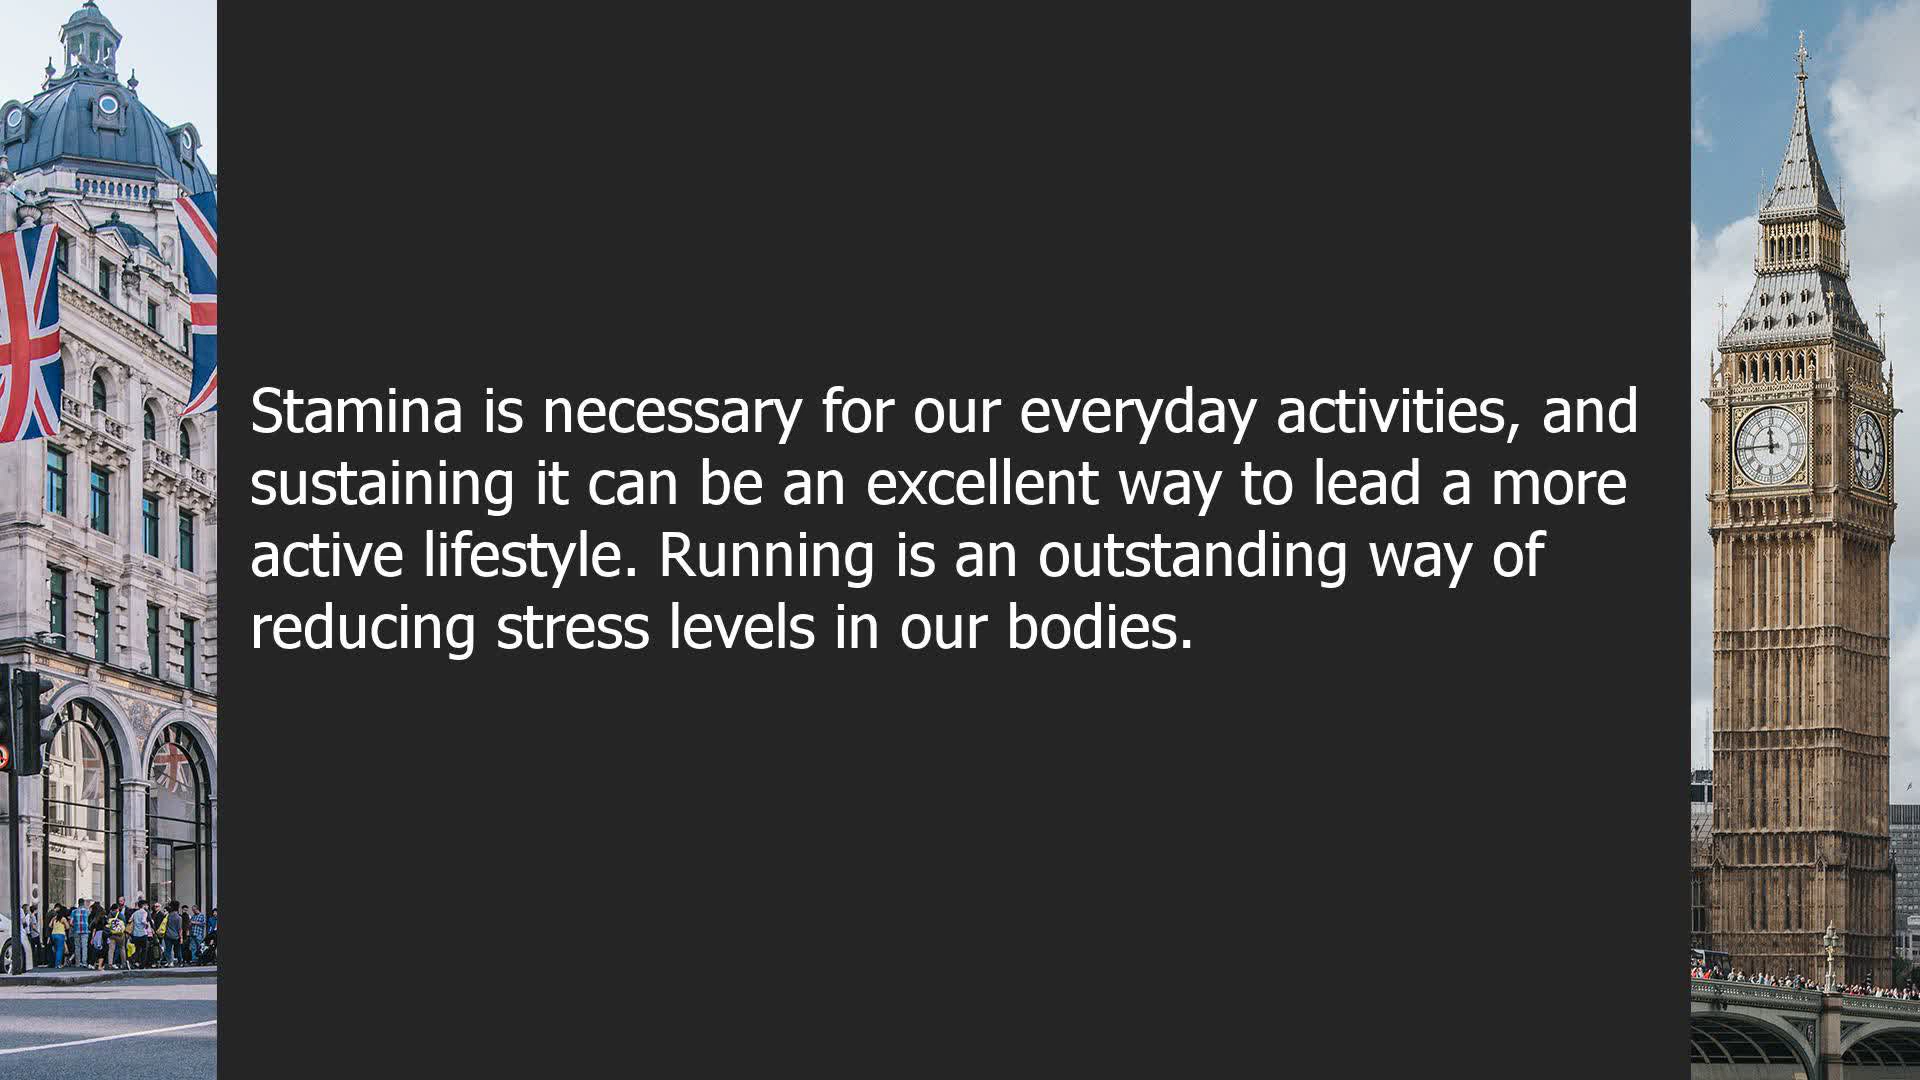 Stamina is necessary for our everyday activities, and
sustaining it can be an excellent way to lead a more
active lifestyle. Running is an outstanding way of
reducing stress levels in our bodies.